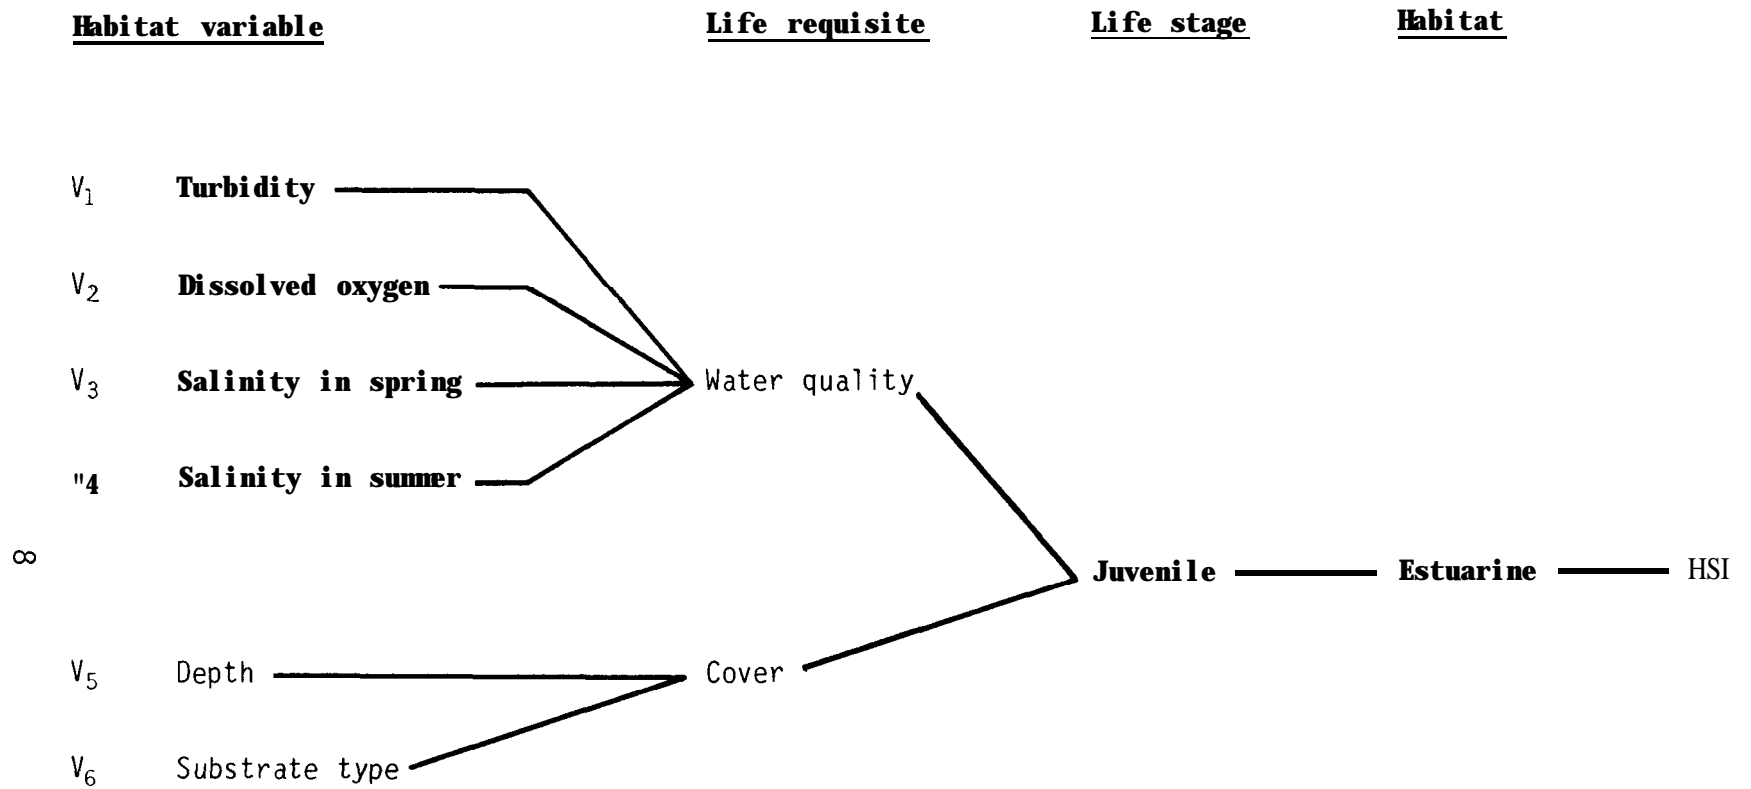 Habitat variable Life requisite Life stage Habitat
V1 Turbidity
V2 Dissolved oxygen
V3 Salinity in spring Water quality
"4 Salinity in summer
8
Juvenile Estuarine HSI
V5 Depth Cover
V6 Substrate type